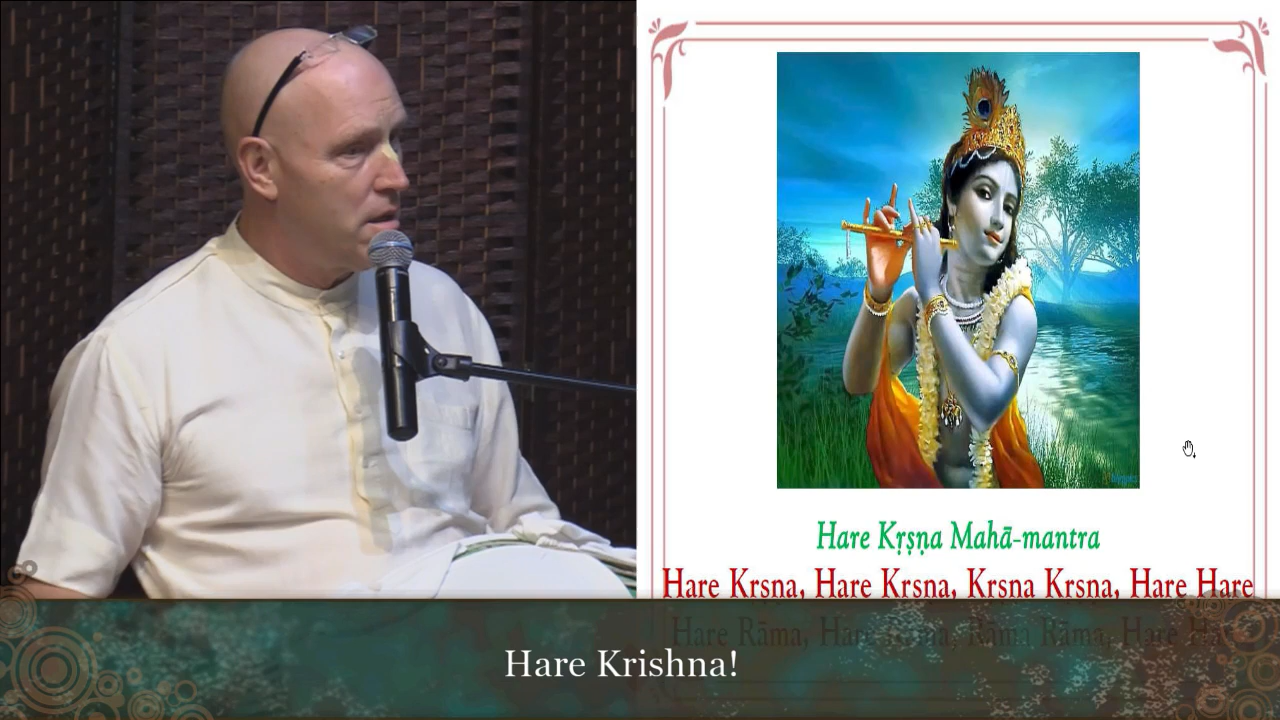 Hare Kṛṣṇa Mahā-mantra
Hare Kṛṣṇa, Hare Kṛṣṇa, Kṛṣṇa Kṛṣṇa, Hare Hare
Hare Rāma, Hare Rāma, Rāma Rāma, Hare
Hare Krishna!